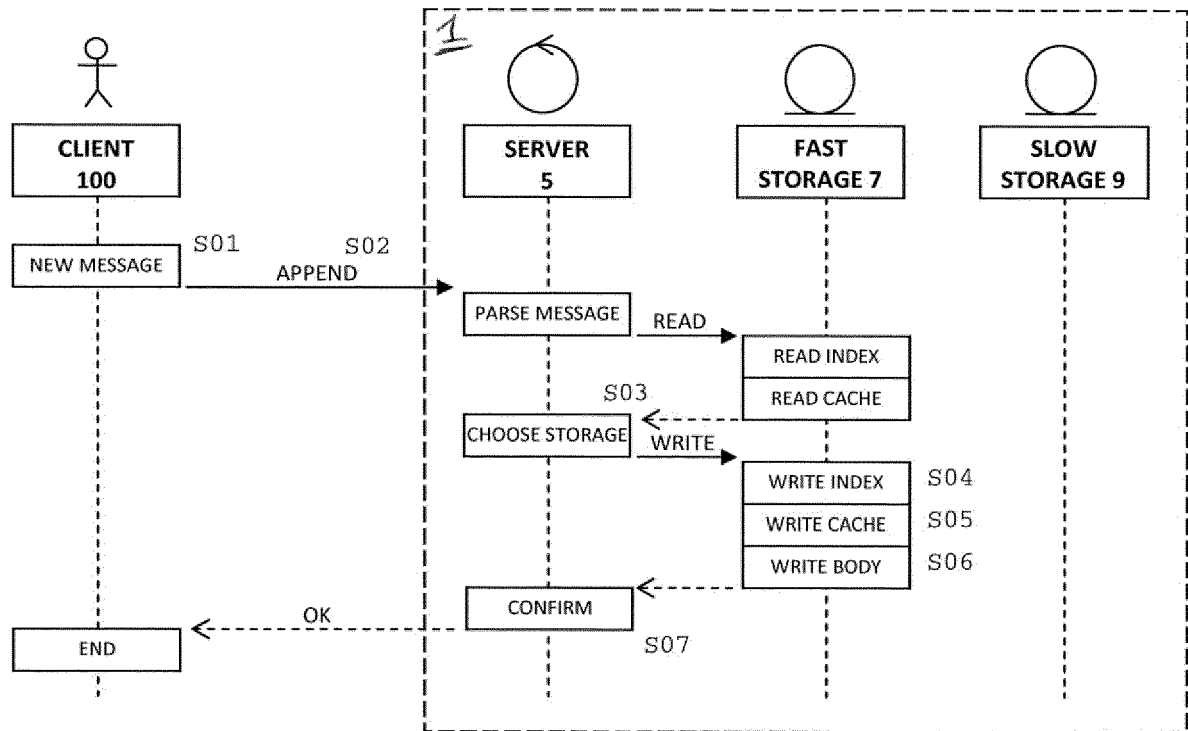 1
CLIENT
100
SERVER
5
FAST
STORAGE 7
SLOW
STORAGE 9
NEW MESSAGE
S01
S02
APPEND
PARSE MESSAGE
READ
READ INDEX
READ CACHE
S03
CHOOSE STORAGE
WRITE
WRITE INDEX
S04
WRITE CACHE
S05
WRITE BODY
S06
CONFIRM
OK
S07
END